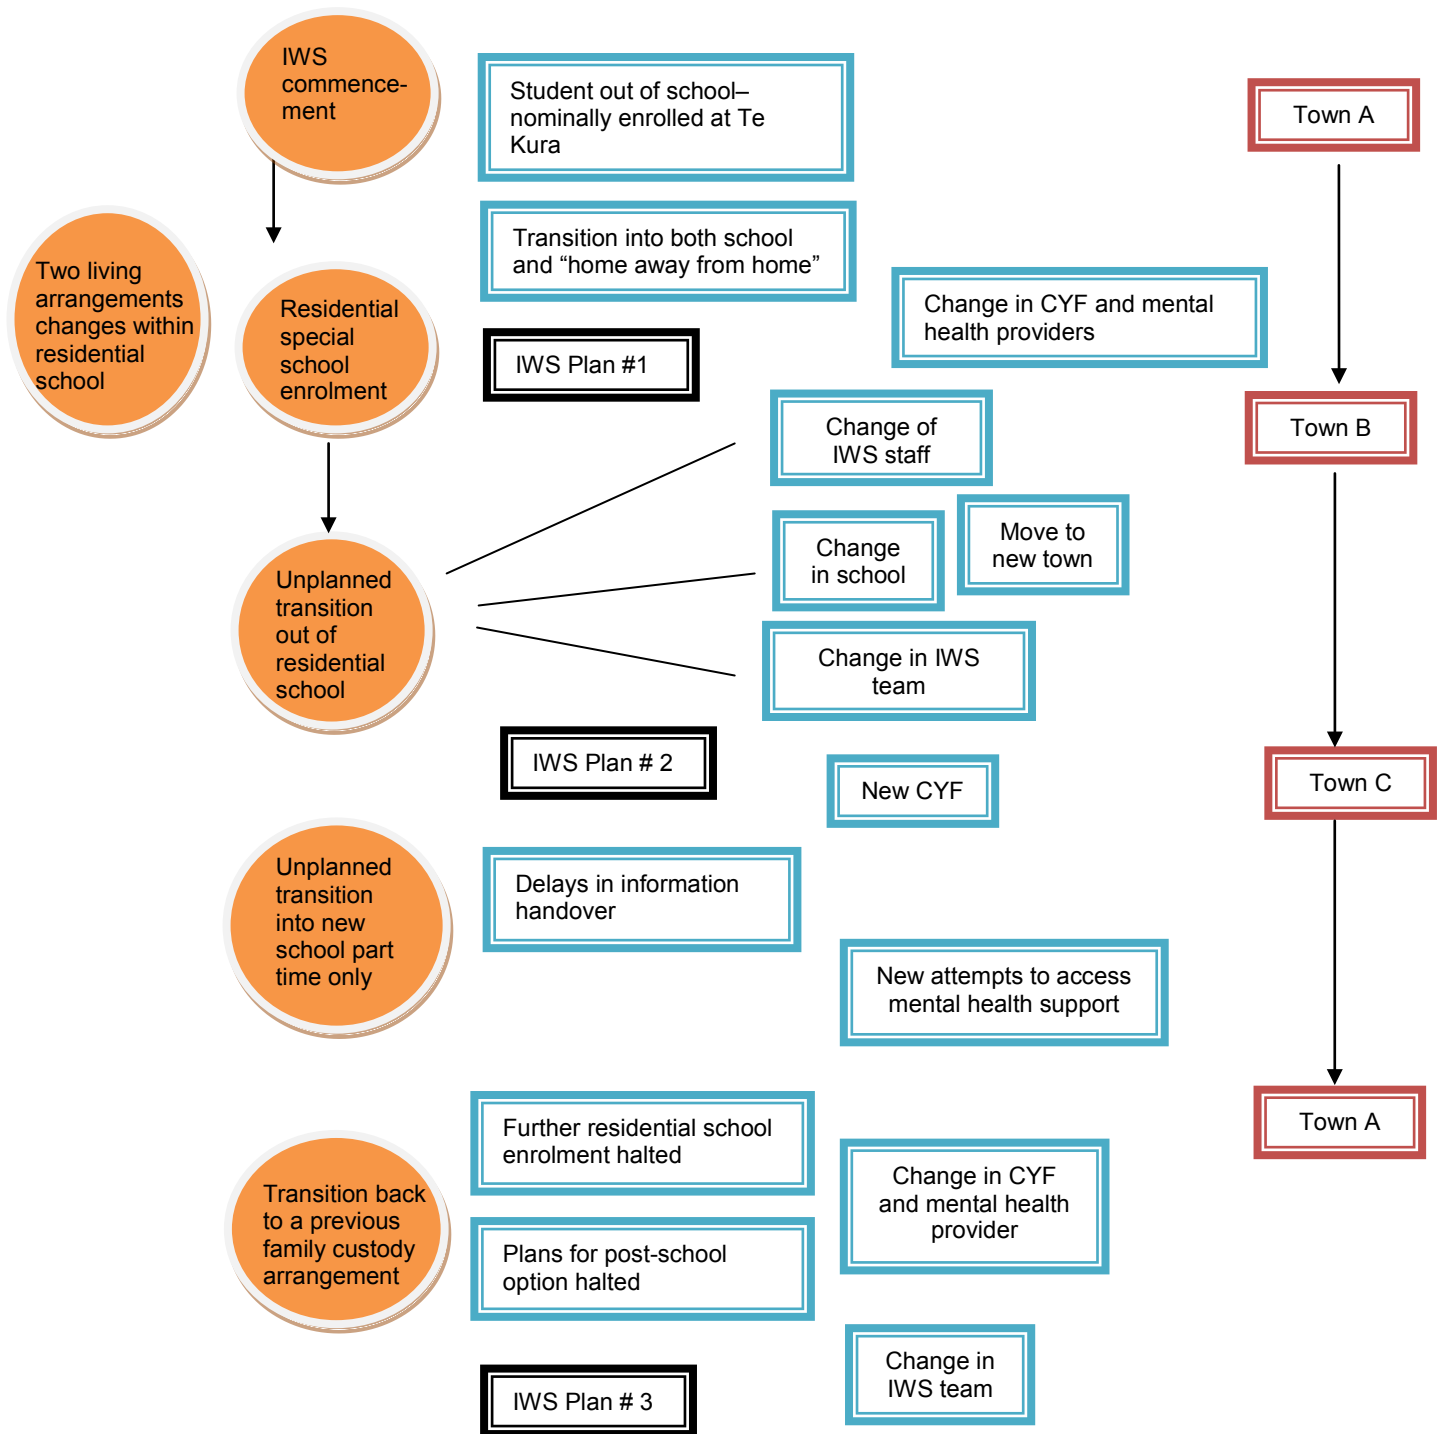 IWS
commence-
ment
Student out of school–
nominally enrolled at Te
Kura
Town A
Transition into both school
and “home away from home”
Two living
arrangements
changes within
residential
school
Residential
special
school
enrolment
Change in CYF and mental
health providers
IWS Plan #1
Change of
IWS staff
Town B
Change
in school
Move to
new town
Unplanned
transition
out of
residential
school
Change in IWS
team
IWS Plan # 2
New CYF
Town C
Unplanned
transition
into new
school part
time only
Delays in information
handover
New attempts to access
mental health support
Town A
Further residential school
enrolment halted
Change in CYF
and mental health
provider
Transition back
to a previous
family custody
arrangement
Plans for post-school
option halted
Change in
IWS team
IWS Plan # 3